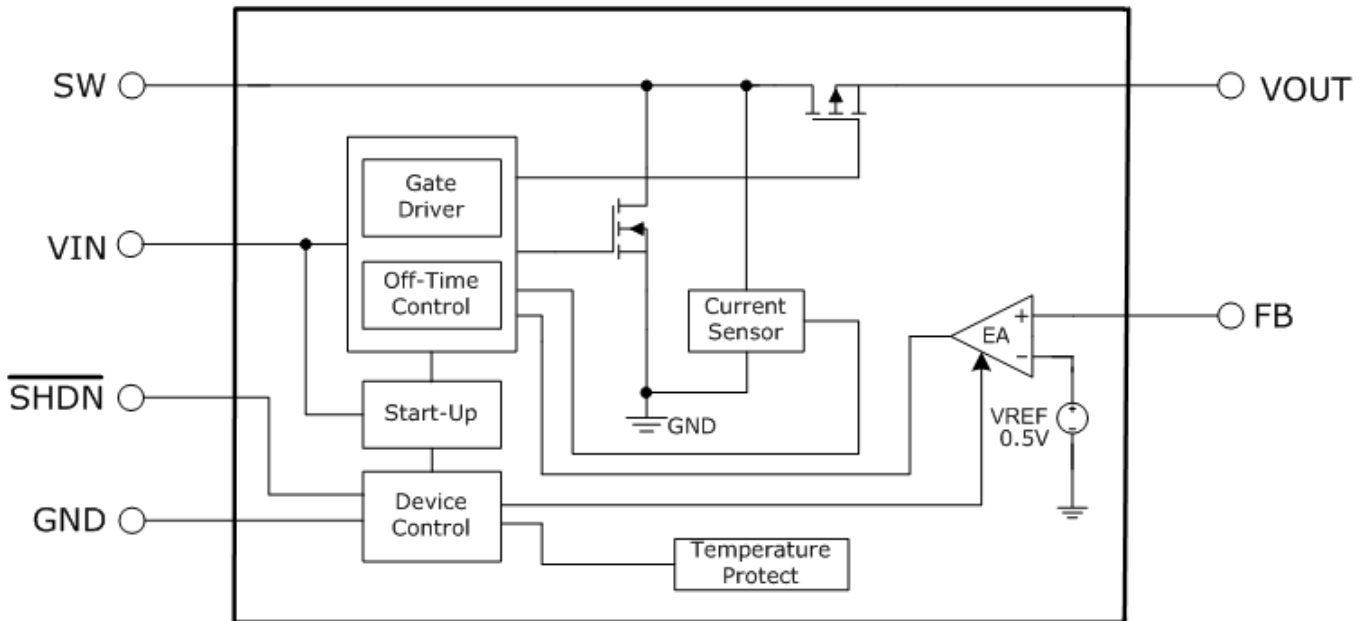 SW
VOUT
Gate
Driver
VIN
Off-Time
Control
Current
Sensor
+
EA
−
FB
SHDN
Start-Up
GND
VREF
0.5V
+
-
GND
Device
Control
Temperature
Protect